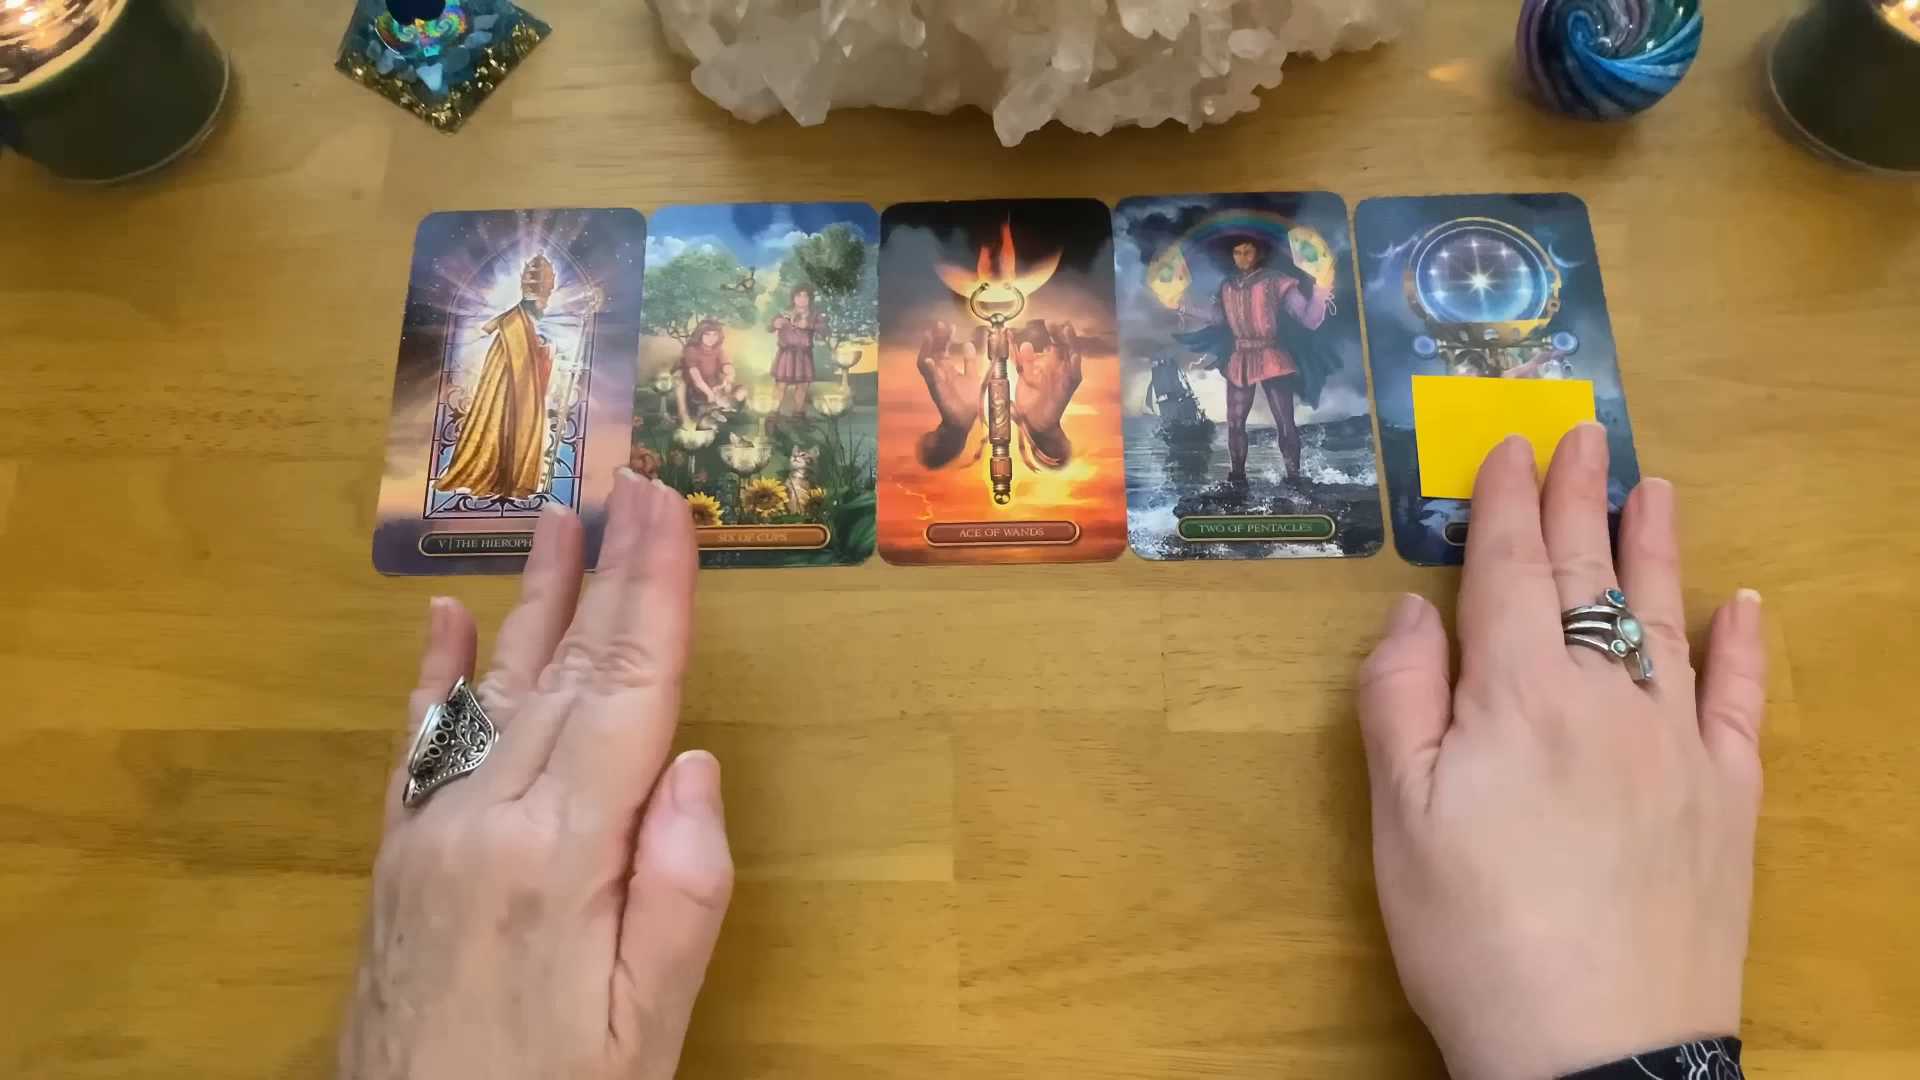 V | THE HIEROPH
SIX OF CUPS
ACE OF WANDS
TWO OF PENTACLES